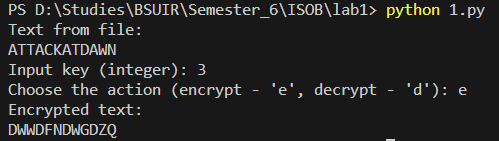 PS D:\Studies\BSUIR\Semester_6\ISOB\lab1> python 1.py
Text from file:
ATTACKATDAWN
Input key (integer): 3
Choose the action (encrypt - 'e', decrypt - 'd'): e
Encrypted text:
DWWDFNDWGDZQ